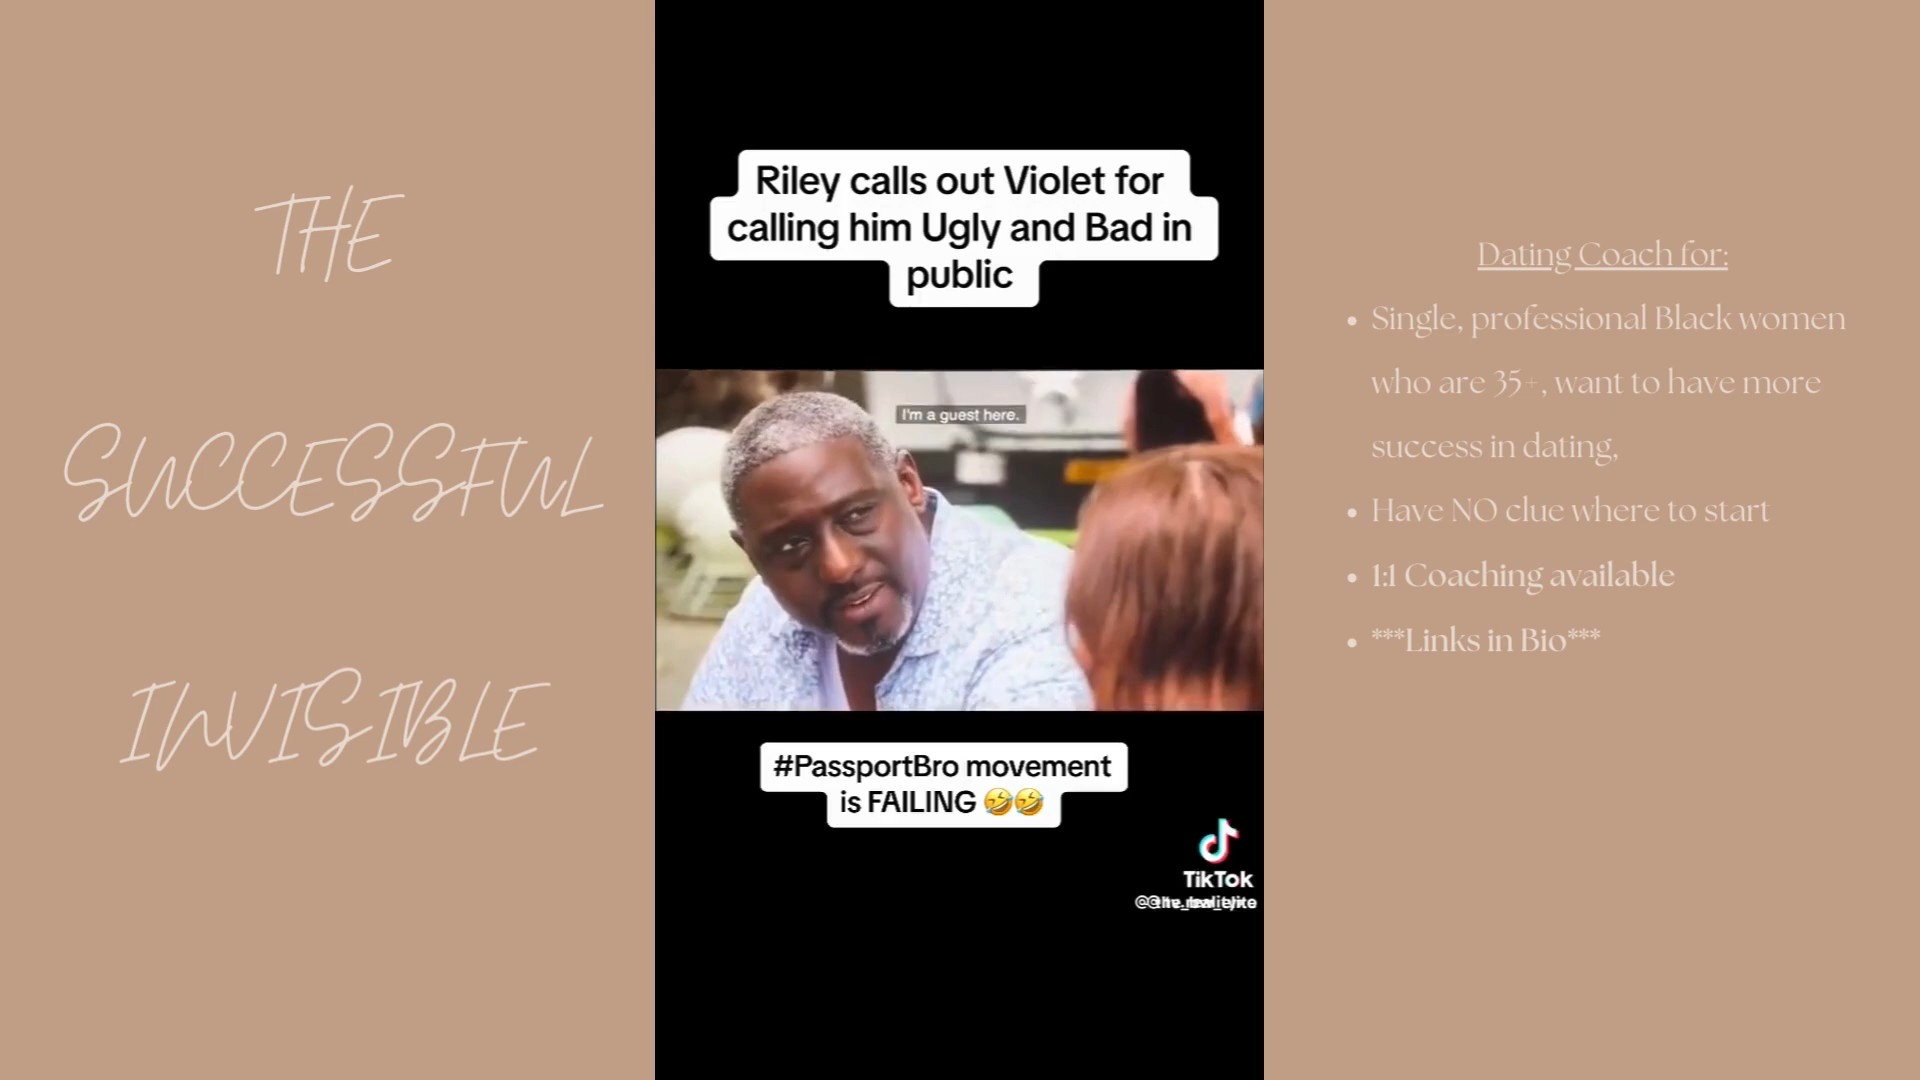 THE
SUCCESSFUL
INVISIBLE
Riley calls out Violet for
calling him Ugly and Bad in
public
I'm a guest here.
#PassportBro movement
is FAILING 🤣🤣
TikTok
Dating Coach for:
• Single, professional Black women
who are 35+, want to have more
success in dating,
• Have NO clue where to start
• 1:1 Coaching available
• ***Links in Bio***